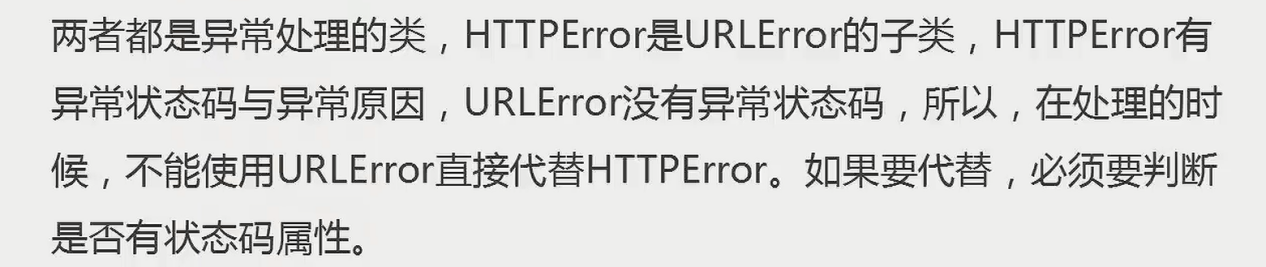 两者都是异常处理的类，HTTPError是URLError的子类，HTTPError有
异常状态码与异常原因，URLError没有异常状态码，所以，在处理的时
候，不能使用URLError直接代替HTTPError。如果要代替，必须要判断
是否有状态码属性。